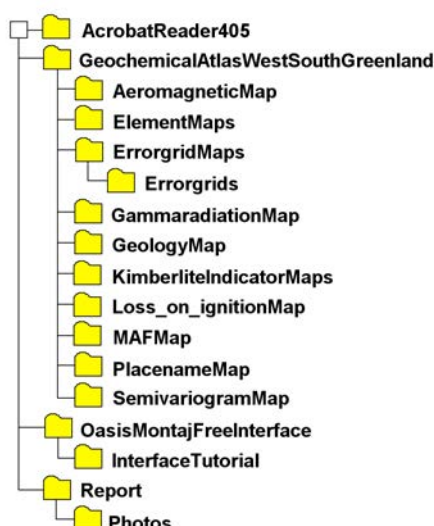 AcrobatReader405
GeochemicalAtlasWestSouthGreenland
AeromagneticMap
ElementMaps
ErrorgridMaps
Errorgrids
GammaradiationMap
GeologyMap
KimberliteIndicatorMaps
Loss_on_ignitionMap
MAFMap
PlacenameMap
SemivariogramMap
OasisMontajFreeInterface
InterfaceTutorial
Report
Photos